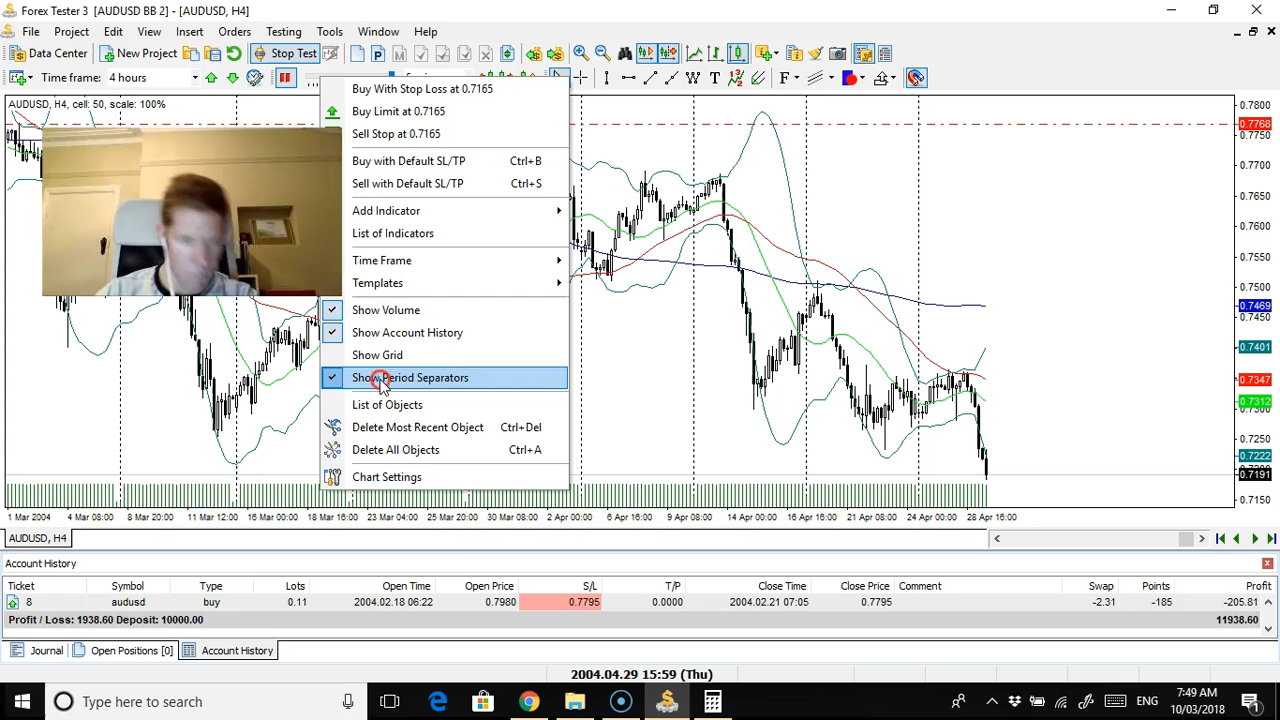 Forex Tester 3 [AUDUSD BB 2] - [AUDUSD, H4]
File Projects Edit View Insert Orders Testing Tools Window Help
Data Center New Project Stop Test
Time frame: 4 hours
AUDUSD, H4, cell: 50, scale: 100%
Buy With Stop Loss at 0.7165
Buy Limit at 0.7165
Sell Stop at 0.7165
Buy with Default SL/TP Ctrl+B
Sell with Default SL/TP Ctrl+S
Add Indicator
List of Indicators
Time Frame
Templates
Show Volume
Show Account History
Show Grid
Show Period Separators
List of Objects
Delete Most Recent Object Ctrl+Del
Delete All Objects Ctrl+A
Chart Settings
0.7800
0.7768
0.7750
0.7700
0.7650
0.7600
0.7550
0.7500
0.7469
0.7450
0.7401
0.7347
0.7312
0.7250
0.7222
0.7191
0.7150
1 Mar 2004 4 Mar 08:00 8 Mar 20:00 11 Mar 12:00 16 Mar 00:00 18 Mar 16:00 23 Mar 04:00 25 Mar 20:00 30 Mar 08:00 2 Apr 00:00 6 Apr 16:00 9 Apr 08:00 14 Apr 00:00 16 Apr 16:00 21 Apr 08:00 24 Apr 00:00 28 Apr 16:00
AUDUSD, H4
Account History
Ticket Symbol Type Lots Open Time Open Price S/L T/P Close Time Close Price Comment Swap Points Profit
8 audusd buy 0.11 2004.02.18 06:22 0.7980 0.7795 0.0000 2004.02.21 07:05 0.7795 -2.31 -185 -205.81
Profit / Loss: 1938.60 Deposit: 10000.00 11938.60
Journal Open Positions [0] Account History
2004.04.29 15:59 (Thu)
Type here to search
ENG
7:49 AM
10/03/2018
1